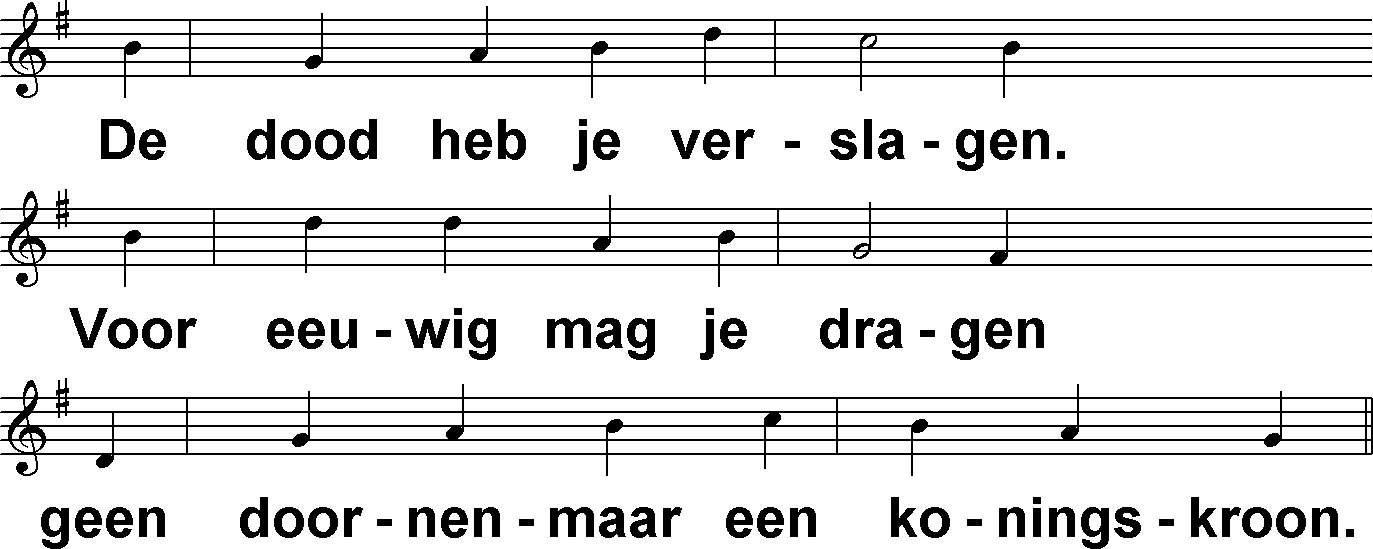 De dood heb je ver - sla - gen.
Voor eeu - wig mag je dra - gen
geen door - nen - maar een ko - nings - kroon.